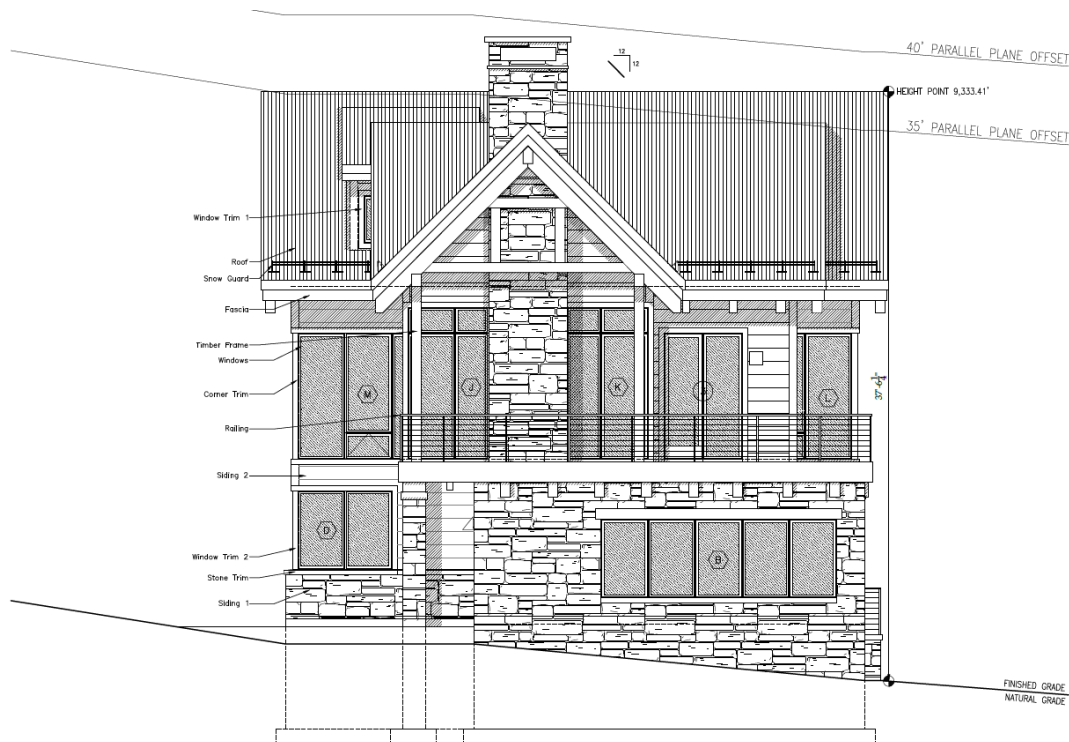 40' PARALLEL PLANE OFFSET
12
12
HEIGHT POINT 9,333.41'
35' PARALLEL PLANE OFFSET
Window Trim 1
Roof
Snow Guard
Fascia
Timber Frame
Windows
Corner Trim
M
J
K
L
Railing
Siding 2
D
B
Window Trim 2
Stone Trim
Siding 1
FINISHED GRADE
NATURAL GRADE